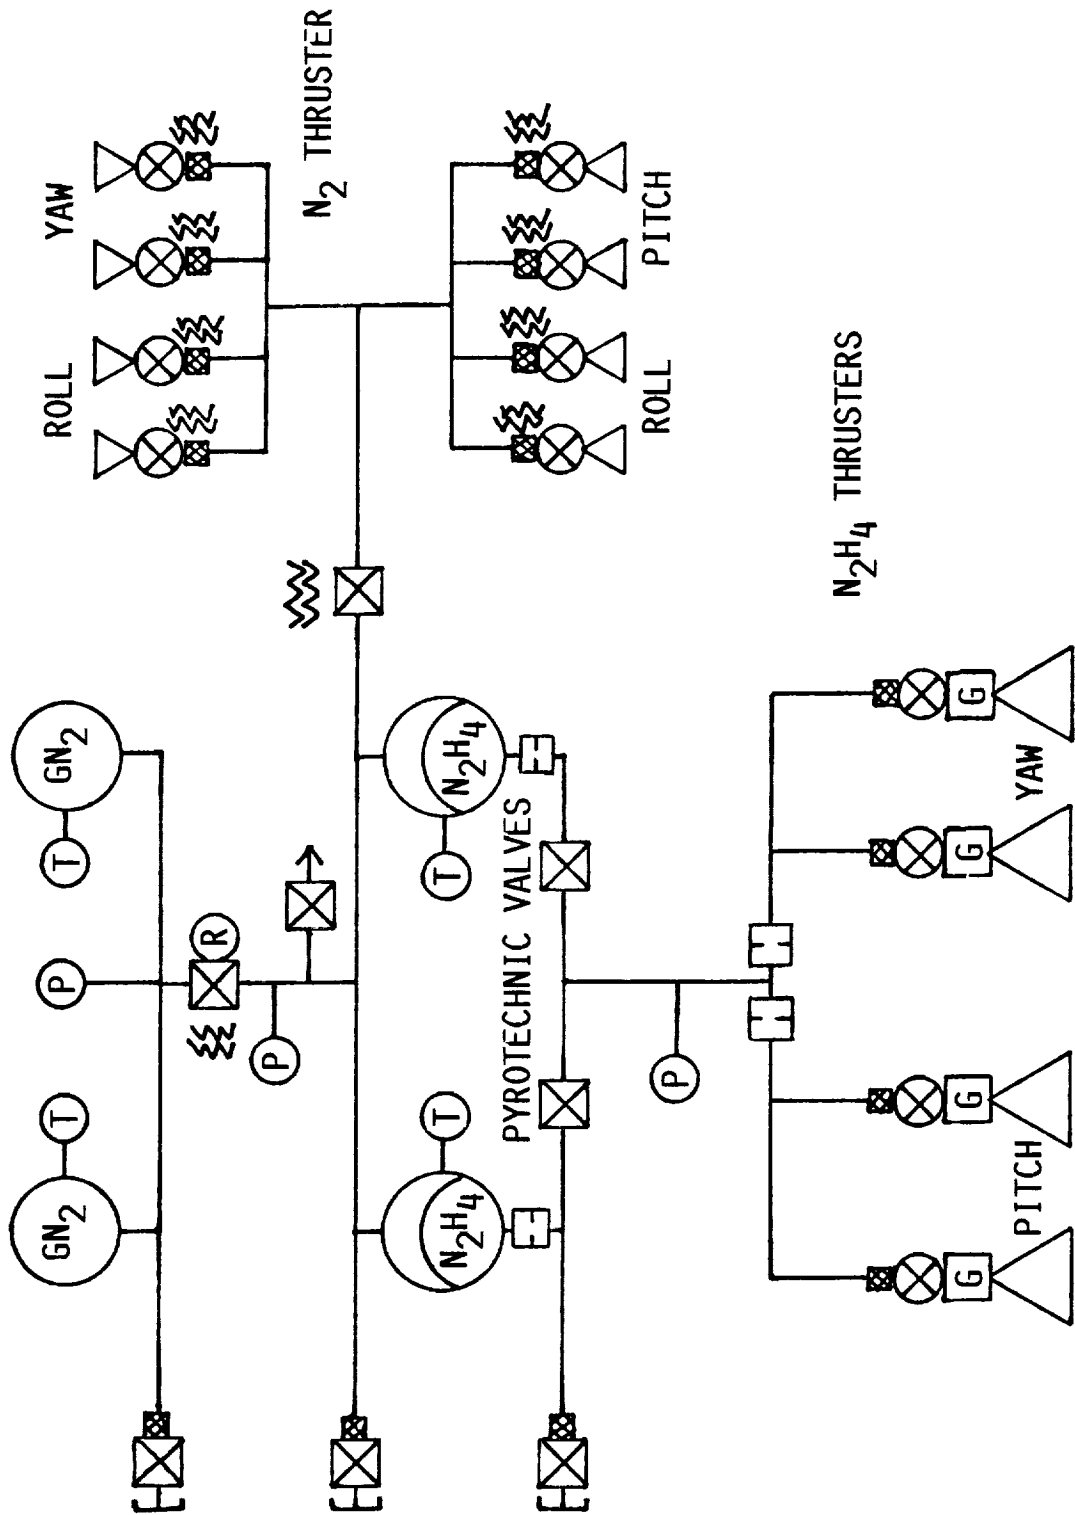 GN2
GN2
T
P
T
R
P
YAW
ROLL
N2 THRUSTER
PITCH
ROLL
N2H4
T
N2H4
T
PYROTECHNIC VALVES
P
N2H4 THRUSTERS
G
G
G
G
PITCH
YAW